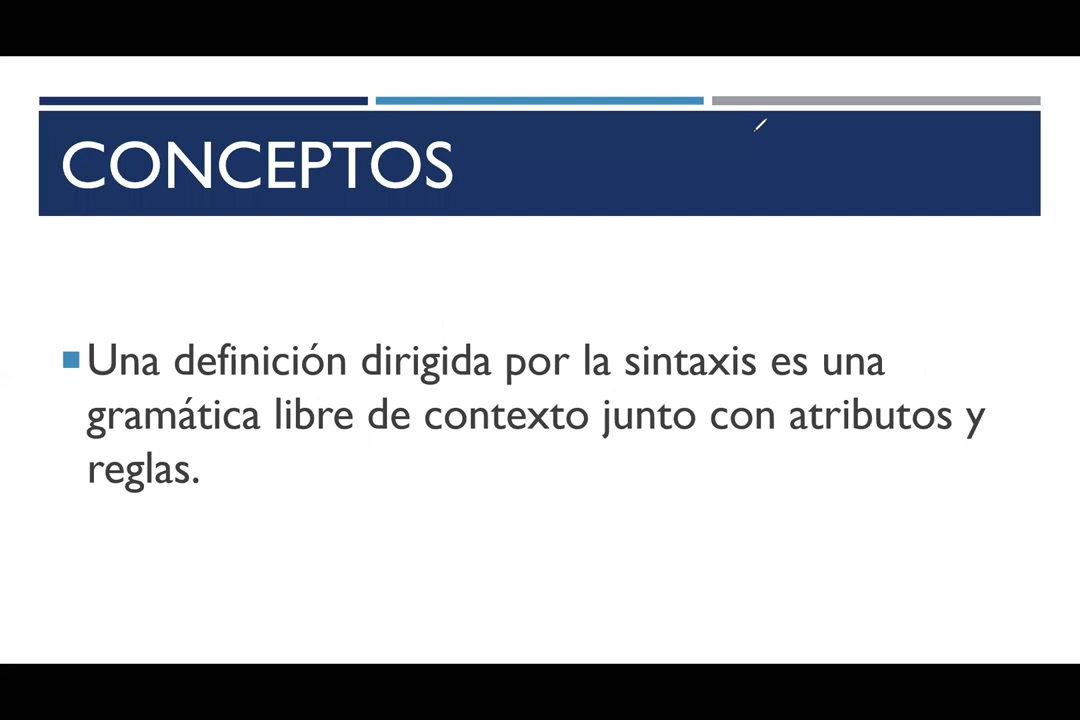 CONCEPTOS
Una definición dirigida por la sintaxis es una
gramática libre de contexto junto con atributos y
reglas.